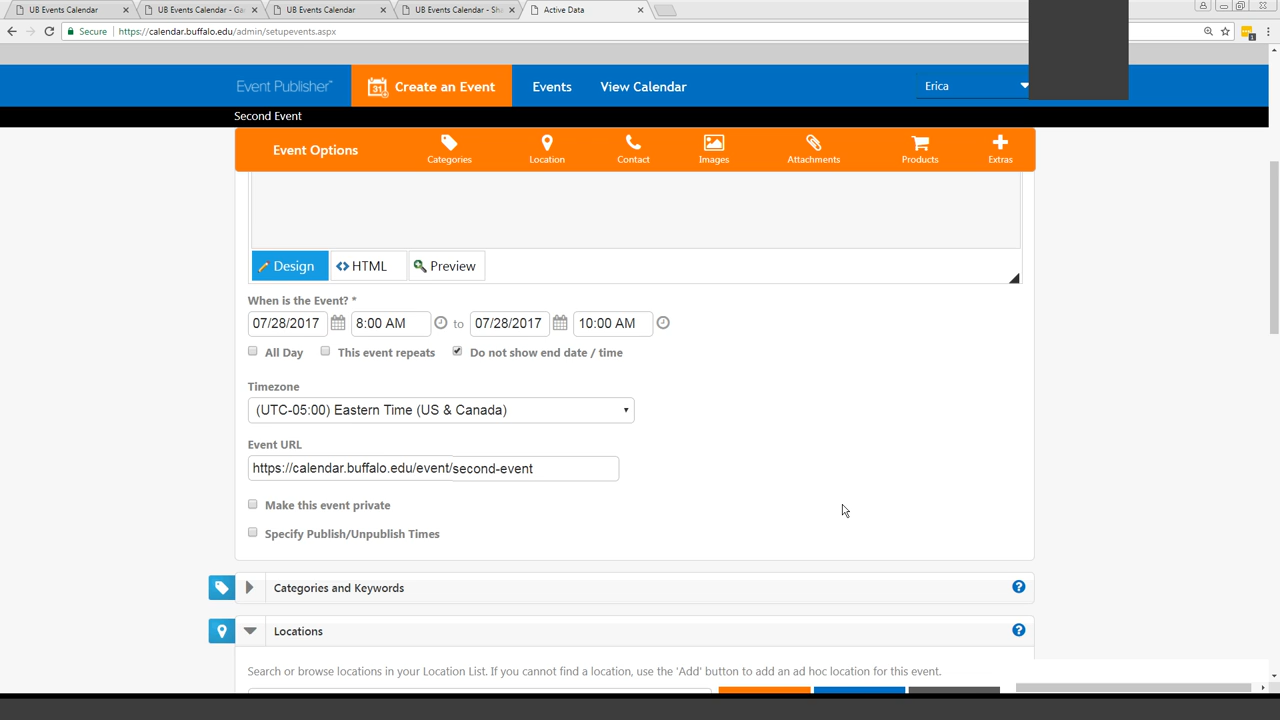 UB Events Calendar
UB Events Calendar - Ga
UB Events Calendar
UB Events Calendar - Sha
Active Data
Secure https://calendar.buffalo.edu/admin/setupevents.aspx
Event Publisher™ Create an Event Events View Calendar Erica
Second Event
Event Options Categories Location Contact Images Attachments Products Extras
Design HTML Preview
When is the Event? *
07/28/2017 8:00 AM to 07/28/2017 10:00 AM
All Day This event repeats Do not show end date / time
Timezone
(UTC-05:00) Eastern Time (US & Canada)
Event URL
https://calendar.buffalo.edu/event/second-event
Make this event private
Specify Publish/Unpublish Times
Categories and Keywords
Locations
Search or browse locations in your Location List. If you cannot find a location, use the 'Add' button to add an ad hoc location for this event.